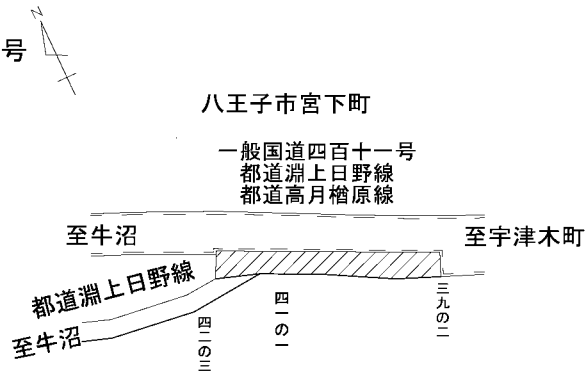 N
号
八王子市宮下町
一般国道四百十一号
都道淵上日野線
都道高月楢原線
至牛沼
至宇津木町
都道淵上日野線
至牛沼
四二の三
四一の一
三九の二